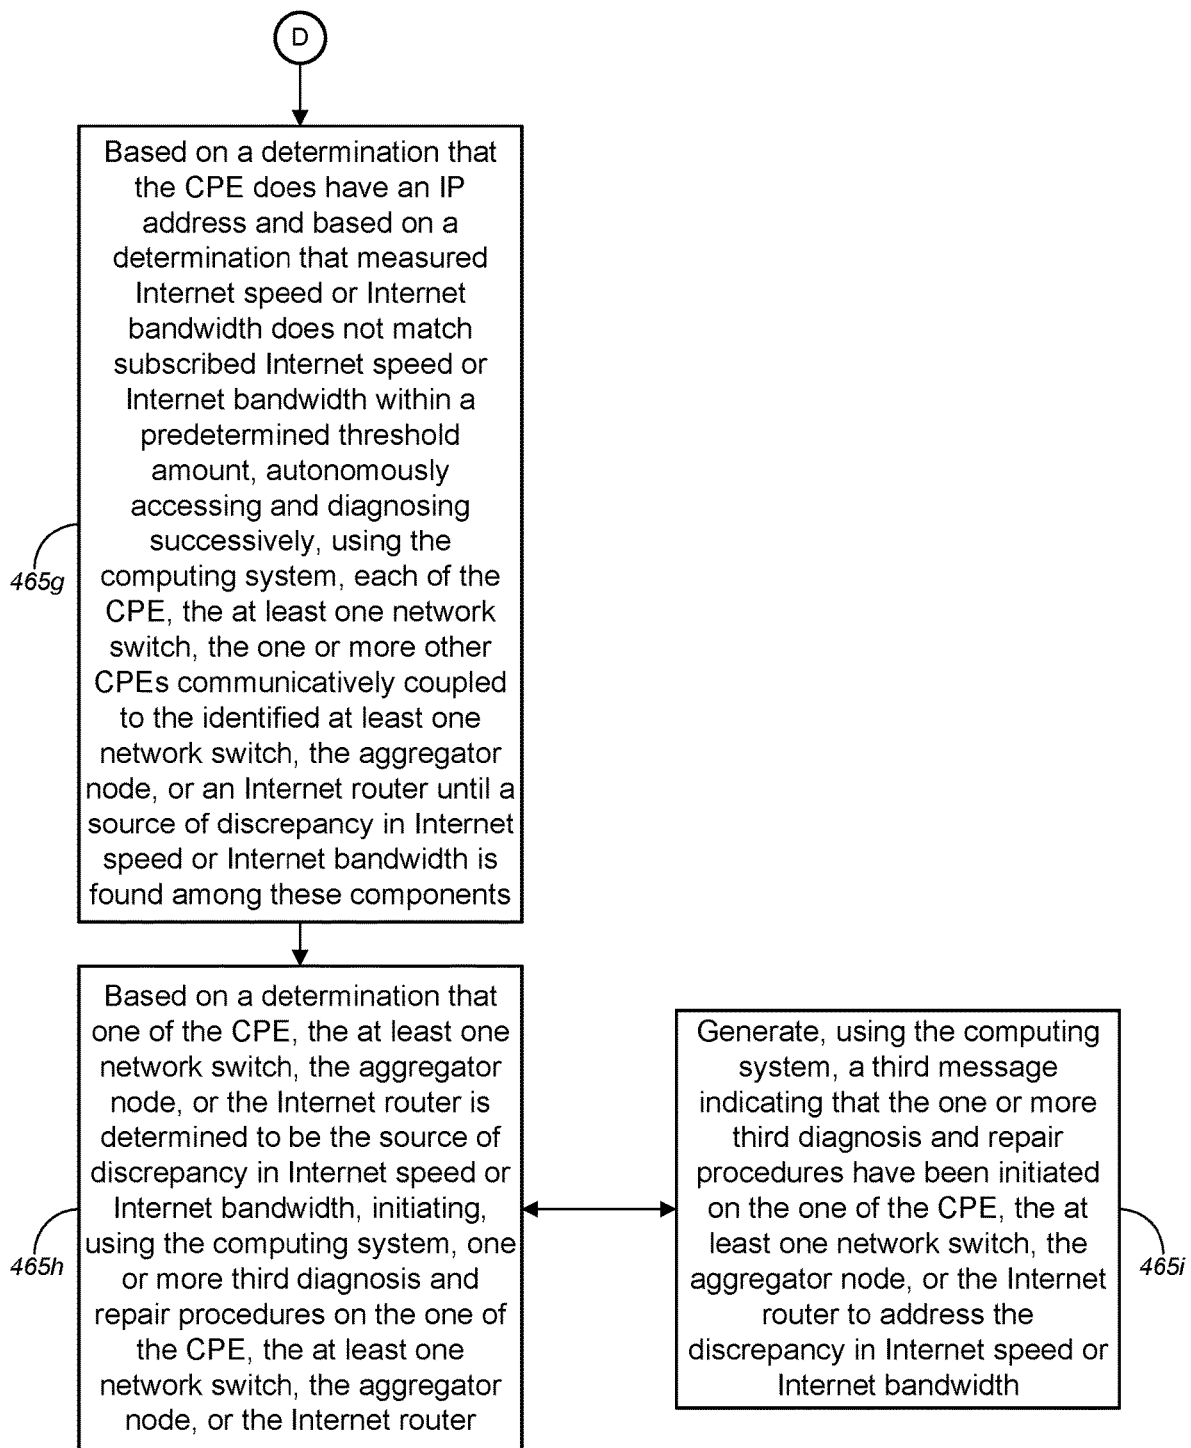 D
Based on a determination that
the CPE does have an IP
address and based on a
determination that measured
Internet speed or Internet
bandwidth does not match
subscribed Internet speed or
Internet bandwidth within a
predetermined threshold
amount, autonomously
accessing and diagnosing
successively, using the
computing system, each of the
CPE, the at least one network
switch, the one or more other
CPEs communicatively coupled
to the identified at least one
network switch, the aggregator
node, or an Internet router until a
source of discrepancy in Internet
speed or Internet bandwidth is
found among these components
465g
Based on a determination that
one of the CPE, the at least one
network switch, the aggregator
node, or the Internet router is
determined to be the source of
discrepancy in Internet speed or
Internet bandwidth, initiating,
using the computing system, one
or more third diagnosis and
repair procedures on the one of
the CPE, the at least one
network switch, the aggregator
node, or the Internet router
465h
Generate, using the computing
system, a third message
indicating that the one or more
third diagnosis and repair
procedures have been initiated
on the one of the CPE, the at
least one network switch, the
aggregator node, or the Internet
router to address the
discrepancy in Internet speed or
Internet bandwidth
465i